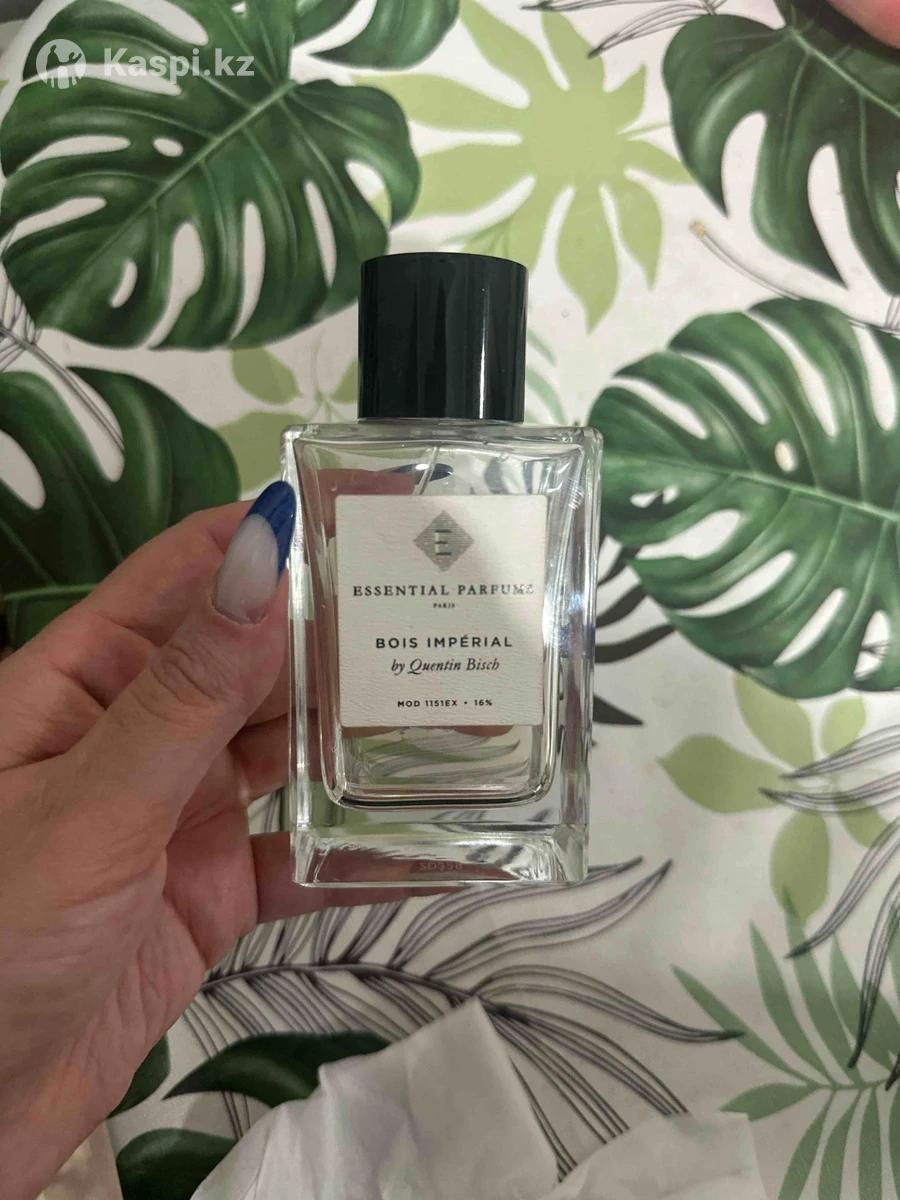 Kaspi.kz
E
ESSENTIAL PARFUMS
PARIS
BOIS IMPÉRIAL
by Quentin Bisch
MOD 1151EX • 16%